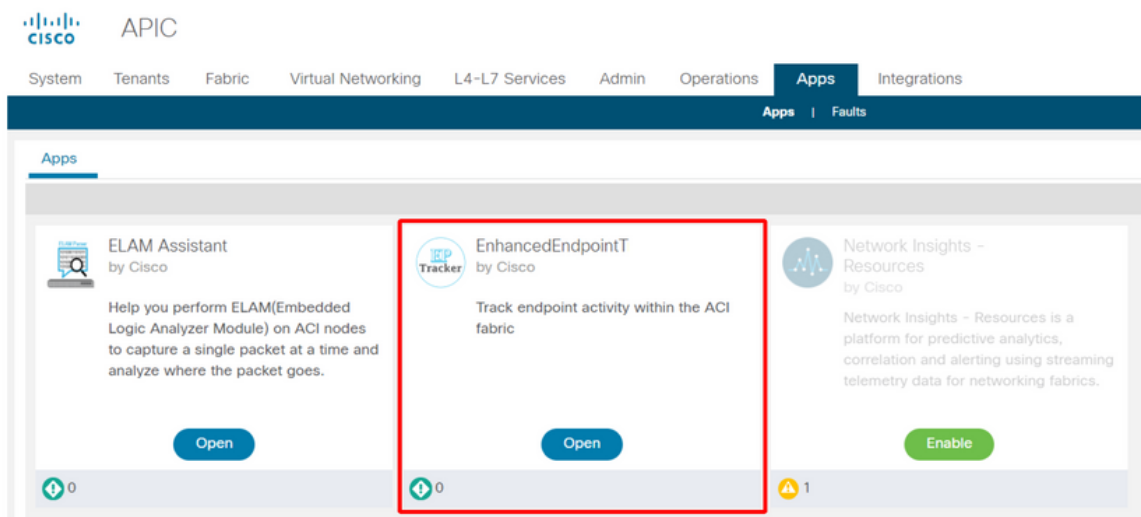 CISCO
APIC
System Tenants Fabric Virtual Networking L4-L7 Services Admin Operations Apps Integrations
Apps | Faults
Apps
ELAM Assistant
by Cisco
Help you perform ELAM(Embedded
Logic Analyzer Module) on ACI nodes
to capture a single packet at a time and
analyze where the packet goes.
Open
0
EP
Tracker
EnhancedEndpointT
by Cisco
Track endpoint activity within the ACI
fabric
Open
0
Network Insights -
Resources
by Cisco
Network Insights - Resources is a
platform for predictive analytics,
correlation and alerting using streaming
telemetry data for networking fabrics.
Enable
1